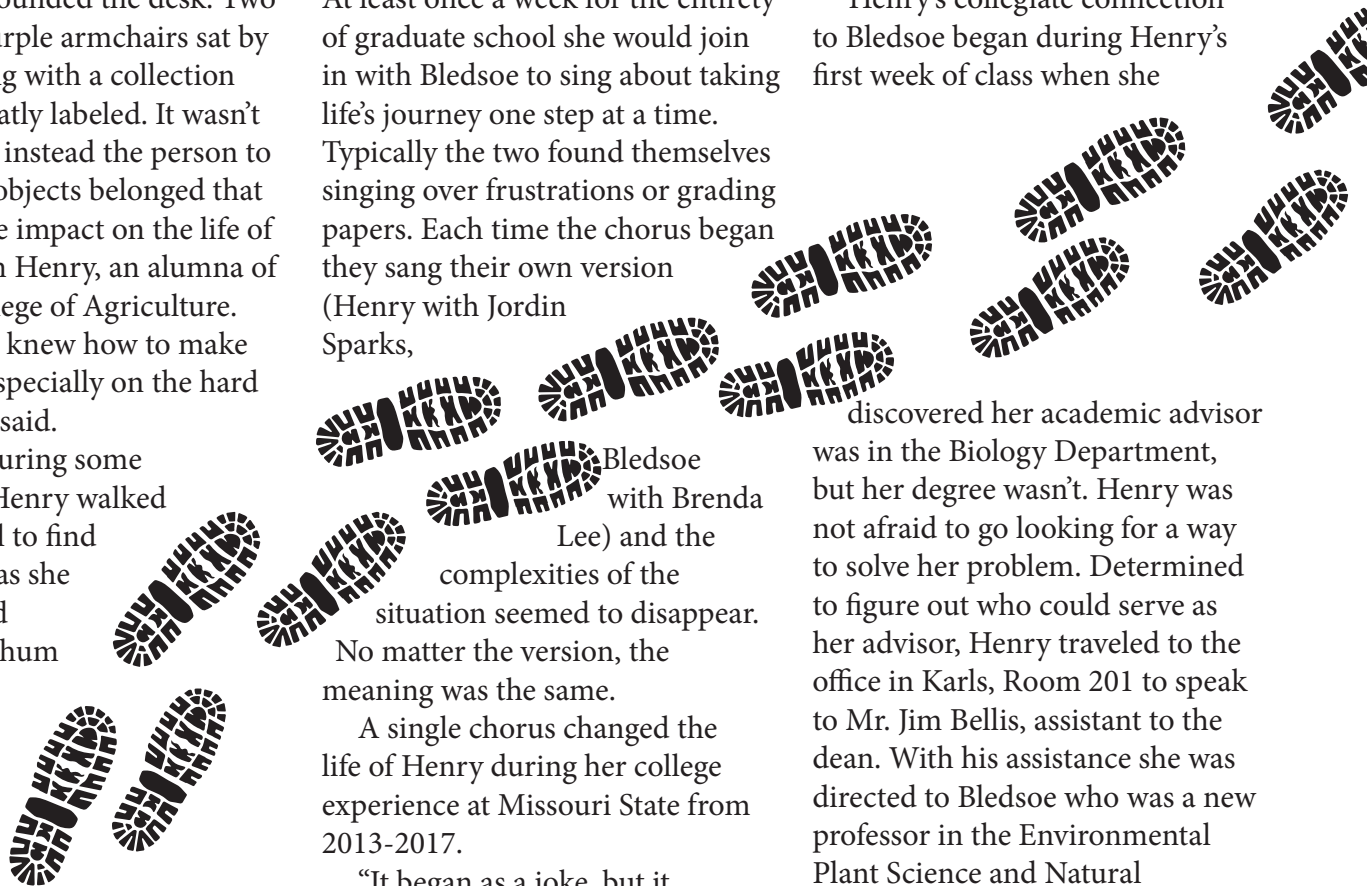 ounded the desk. Two
urple armchairs sat by
g with a collection
atly labeled. It wasn't
instead the person to
objects belonged that
e impact on the life of
n Henry, an alumna of
lege of Agriculture.
knew how to make
specially on the hard
said.
uring some
Henry walked
l to find
as she
d
hum
At least once a week for the entirety
of graduate school she would join
in with Bledsoe to sing about taking
life's journey one step at a time.
Typically the two found themselves
singing over frustrations or grading
papers. Each time the chorus began
they sang their own version
(Henry with Jordin
Sparks,
Bledsoe
with Brenda
Lee) and the
complexities of the
situation seemed to disappear.
No matter the version, the
meaning was the same.
A single chorus changed the
life of Henry during her college
experience at Missouri State from
2013-2017.
“It began as a joke, but it
Henry's collegiate connection
to Bledsoe began during Henry's
first week of class when she
discovered her academic advisor
was in the Biology Department,
but her degree wasn't. Henry was
not afraid to go looking for a way
to solve her problem. Determined
to figure out who could serve as
her advisor, Henry traveled to the
office in Karls, Room 201 to speak
to Mr. Jim Bellis, assistant to the
dean. With his assistance she was
directed to Bledsoe who was a new
professor in the Environmental
Plant Science and Natural